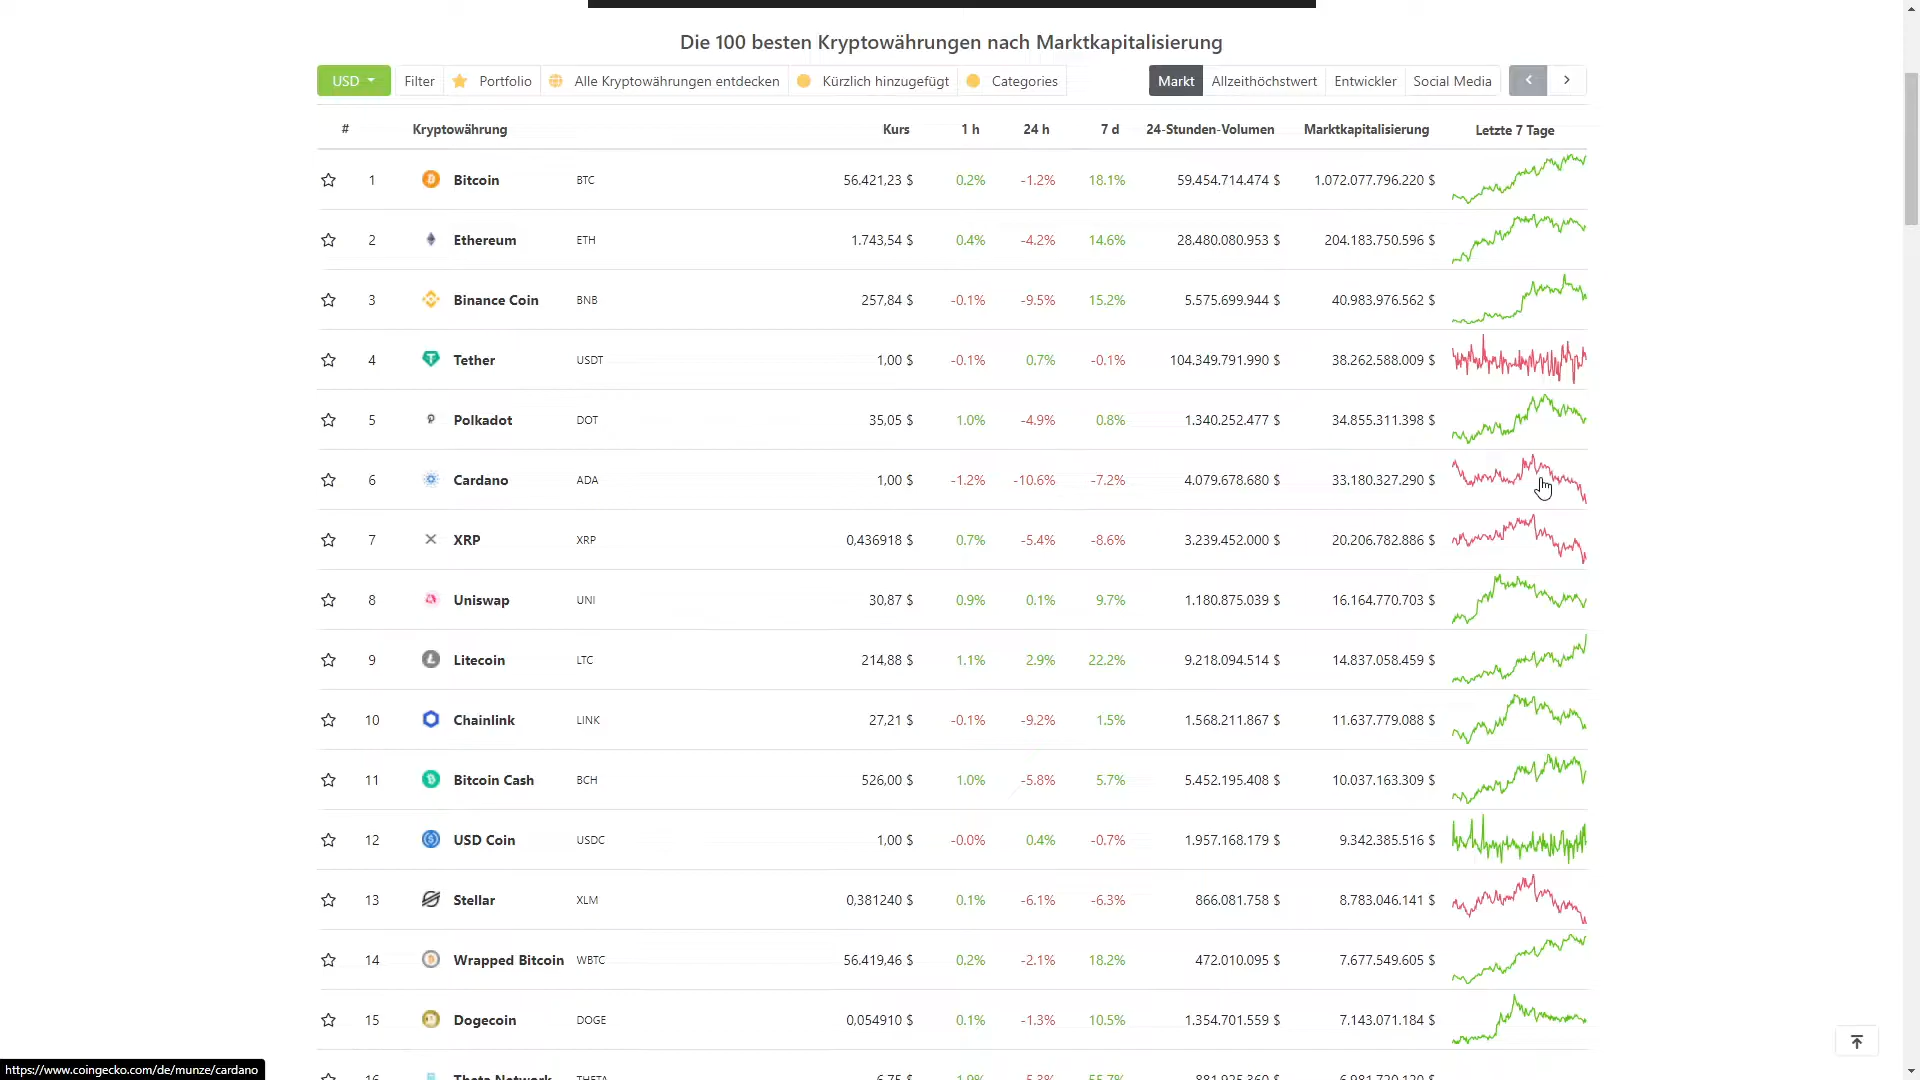 Die 100 besten Kryptowährungen nach Marktkapitalisierung
USD Filter Portfolio Alle Kryptowährungen entdecken Kürzlich hinzugefügt Categories Markt Allzeithöchstwert Entwickler Social Media
# Kryptowährung Kurs 1 h 24 h 7 d 24-Stunden-Volumen Marktkapitalisierung Letzte 7 Tage
1 Bitcoin BTC 56.421,23 $ 0.2% -1.2% 18.1% 59.454.714.474 $ 1.072.077.796.220 $
2 Ethereum ETH 1.743,54 $ 0.4% -4.2% 14.6% 28.480.080.953 $ 204.183.750.596 $
3 Binance Coin BNB 257,84 $ -0.1% -9.5% 15.2% 5.575.699.944 $ 40.983.976.562 $
4 Tether USDT 1,00 $ -0.1% 0.7% -0.1% 104.349.791.990 $ 38.262.588.009 $
5 Polkadot DOT 35,05 $ 1.0% -4.9% 0.8% 1.340.252.477 $ 34.855.311.398 $
6 Cardano ADA 1,00 $ -1.2% -10.6% -7.2% 4.079.678.680 $ 33.180.327.290 $
7 XRP XRP 0,436918 $ 0.7% -5.4% -8.6% 3.239.452.000 $ 20.206.782.886 $
8 Uniswap UNI 30,87 $ 0.9% 0.1% 9.7% 1.180.875.039 $ 16.164.770.703 $
9 Litecoin LTC 214,88 $ 1.1% 2.9% 22.2% 9.218.094.514 $ 14.837.058.459 $
10 Chainlink LINK 27,21 $ -0.1% -9.2% 1.5% 1.568.211.867 $ 11.637.779.088 $
11 Bitcoin Cash BCH 526,00 $ 1.0% -5.8% 5.7% 5.452.195.408 $ 10.037.163.309 $
12 USD Coin USDC 1,00 $ -0.0% 0.4% -0.7% 1.957.168.179 $ 9.342.385.516 $
13 Stellar XLM 0,381240 $ 0.1% -6.1% -6.3% 866.081.758 $ 8.783.046.141 $
14 Wrapped Bitcoin WBTC 56.419,46 $ 0.2% -2.1% 18.2% 472.010.095 $ 7.677.549.605 $
15 Dogecoin DOGE 0,054910 $ 0.1% -1.3% 10.5% 1.354.701.559 $ 7.143.071.184 $
16 Theta Network THETA
https://www.coingecko.com/de/munze/cardano